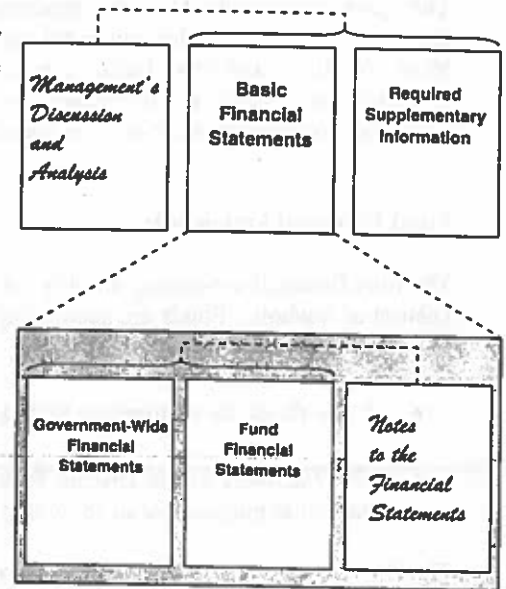 Management's
Discussion
and
Analysis
Basic
Financial
Statements
Required
Supplementary
Information
Government-Wide
Financial
Statements
Fund
Financial
Statements
Notes
to the
Financial
Statements